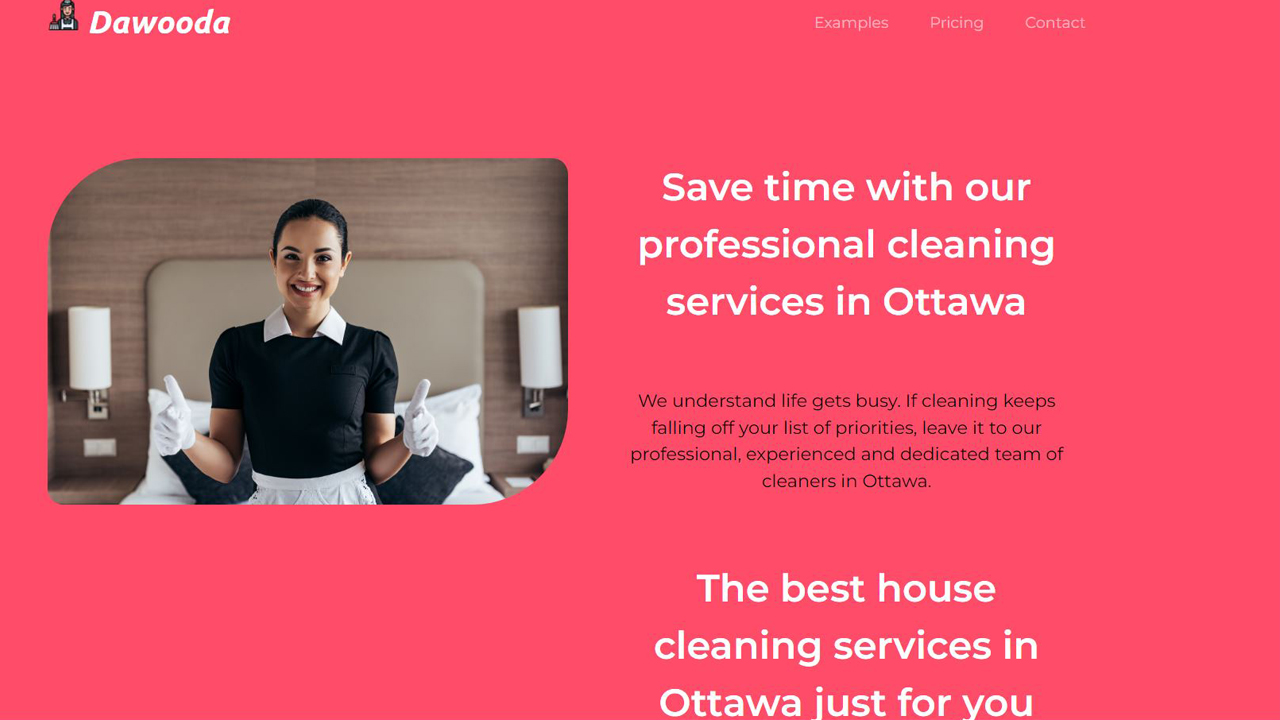 Dawooda
Examples Pricing Contact
Save time with our
professional cleaning
services in Ottawa
We understand life gets busy. If cleaning keeps
falling off your list of priorities, leave it to our
professional, experienced and dedicated team of
cleaners in Ottawa.
The best house
cleaning services in
Ottawa just for you